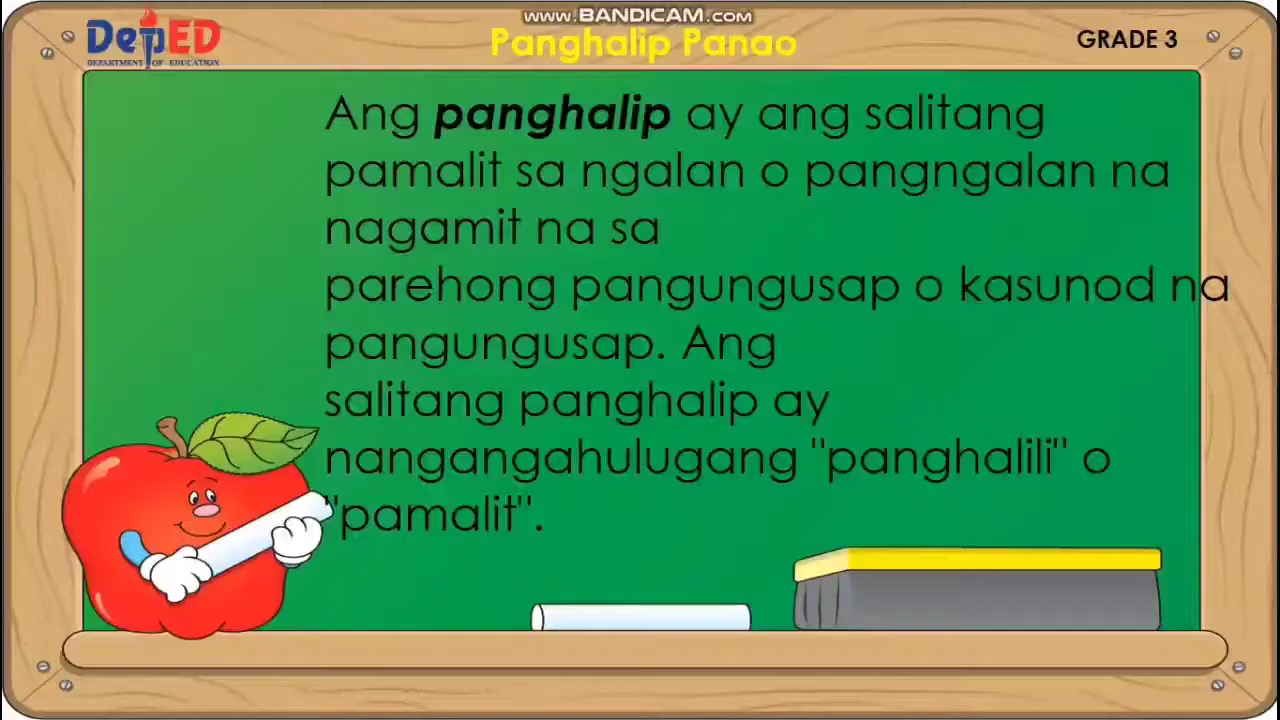 www.BANDICAM.com
DepED
DEPARTMENT OF EDUCATION
Panghalip Panao
GRADE 3
Ang panghalip ay ang salitang
pamalit sa ngalan o pangngalan na
nagamit na sa
parehong pangungusap o kasunod na
pangungusap. Ang
salitang panghalip ay
nangangahulugang "panghalili" o
"pamalit".